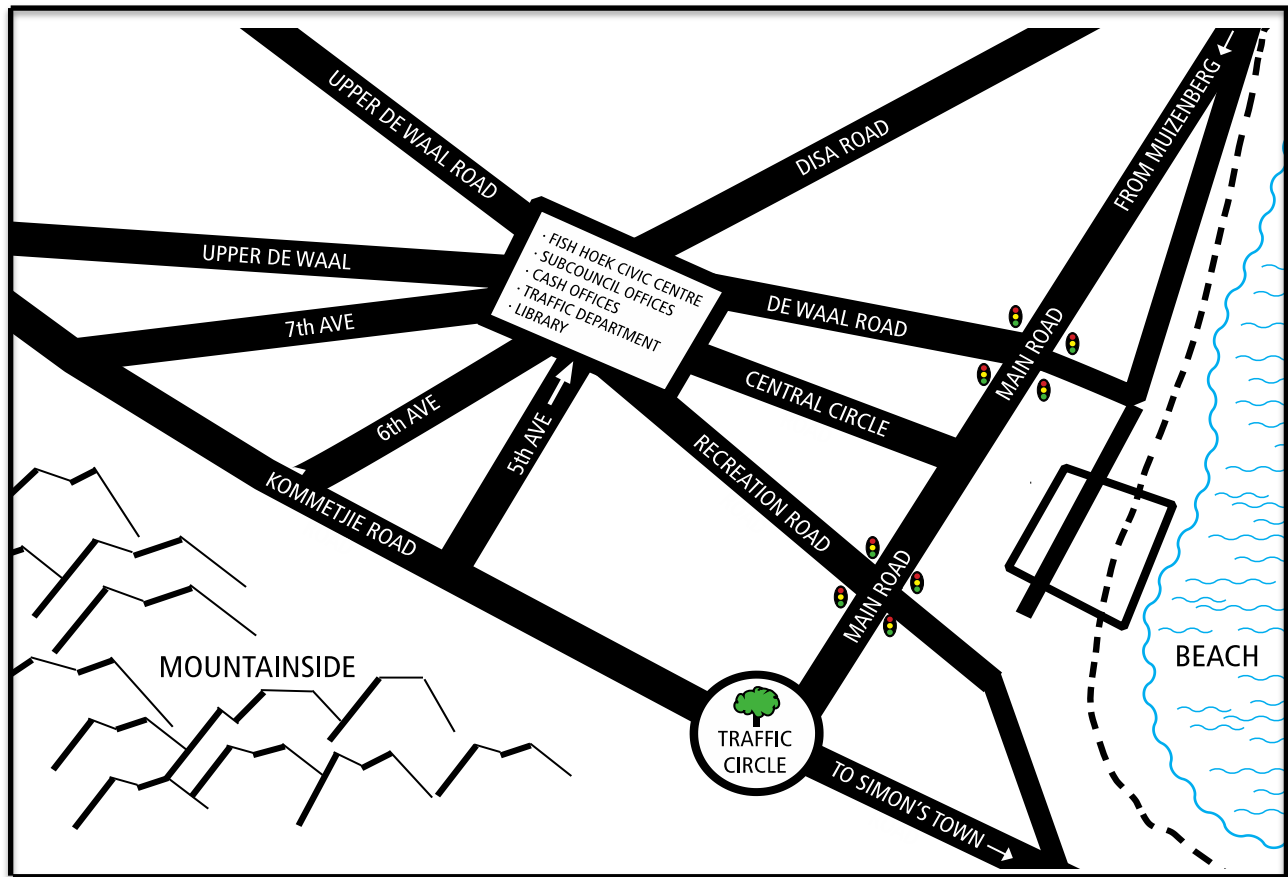 UPPER DE WAAL ROAD
DISA ROAD
FROM MUIZENBERG
UPPER DE WAAL
· FISH HOEK CIVIC CENTRE
· SUBCOUNCIL OFFICES
· CASH OFFICES
· TRAFFIC DEPARTMENT
· LIBRARY
DE WAAL ROAD
MAIN ROAD
7th AVE
6th AVE
5th AVE
CENTRAL CIRCLE
RECREATION ROAD
KOMMETJIE ROAD
MAIN ROAD
MOUNTAINSIDE
BEACH
TRAFFIC
CIRCLE
TO SIMON'S TOWN